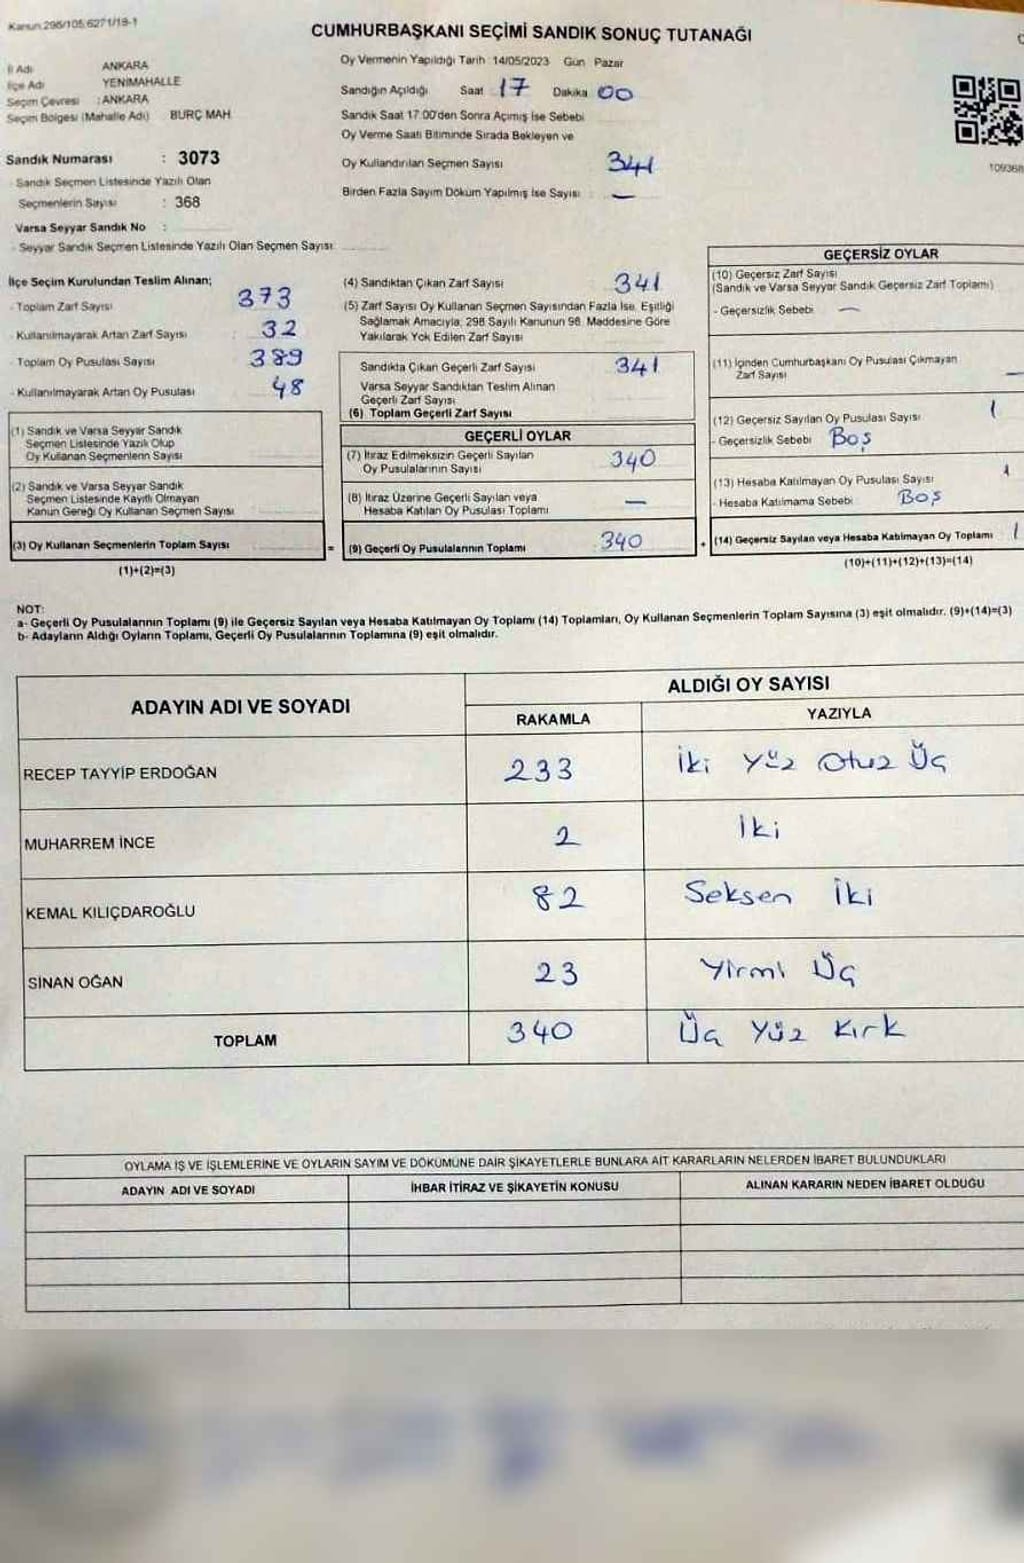 Kanun:298/105,6271/18-1
CUMHURBAŞKANI SEÇİMİ SANDIK SONUÇ TUTANAĞI
İl Adı ANKARA
İlçe Adı YENİMAHALLE
Seçim Çevresi : ANKARA
Seçim Bölgesi (Mahalle Adı) BURÇ MAH
Sandık Numarası : 3073
- Sandık Seçmen Listesinde Yazılı Olan
Seçmenlerin Sayısı : 368
Varsa Seyyar Sandık No :
- Seyyar Sandık Seçmen Listesinde Yazılı Olan Seçmen Sayısı:
Oy Vermenin Yapıldığı Tarih 14/05/2023 Gün Pazar
Sandığın Açıldığı Saat 17 Dakika 00
Sandık Saat 17:00'den Sonra Açılmış İse Sebebi
Oy Verme Saati Bitiminde Sırada Bekleyen ve
Oy Kullandırılan Seçmen Sayısı 341
Birden Fazla Sayım Döküm Yapılmış İse Sayısı : —
109368
İlçe Seçim Kurulundan Teslim Alınan;
- Toplam Zarf Sayısı 373
- Kullanılmayarak Artan Zarf Sayısı : 32
- Toplam Oy Pusulası Sayısı : 389
- Kullanılmayarak Artan Oy Pusulası : 48
(1) Sandık ve Varsa Seyyar Sandık
Seçmen Listesinde Yazılı Olup
Oy Kullanan Seçmenlerin Sayısı
(2) Sandık ve Varsa Seyyar Sandık
Seçmen Listesinde Kayıtlı Olmayan
Kanun Gereği Oy Kullanan Seçmen Sayısı
(3) Oy Kullanan Seçmenlerin Toplam Sayısı =
(1)+(2)=(3)
(4) Sandıktan Çıkan Zarf Sayısı 341
(5) Zarf Sayısı Oy Kullanan Seçmen Sayısından Fazla İse, Eşitliği
Sağlamak Amacıyla, 298 Sayılı Kanunun 98. Maddesine Göre
Yakılarak Yok Edilen Zarf Sayısı
Sandıkta Çıkan Geçerli Zarf Sayısı 341
Varsa Seyyar Sandıktan Teslim Alınan
Geçerli Zarf Sayısı
(6) Toplam Geçerli Zarf Sayısı
GEÇERLİ OYLAR
(7) İtiraz Edilmeksizin Geçerli Sayılan
Oy Pusulalarının Sayısı 340
(8) İtiraz Üzerine Geçerli Sayılan veya
Hesaba Katılan Oy Pusulası Toplamı —
(9) Geçerli Oy Pusulalarının Toplamı 340 +
GEÇERSİZ OYLAR
(10) Geçersiz Zarf Sayısı
(Sandık ve Varsa Seyyar Sandık Geçersiz Zarf Toplamı)
- Geçersizlik Sebebi —
(11) İçinden Cumhurbaşkanı Oy Pusulası Çıkmayan
Zarf Sayısı —
(12) Geçersiz Sayılan Oy Pusulası Sayısı 1
- Geçersizlik Sebebi Boş
(13) Hesaba Katılmayan Oy Pusulası Sayısı 1
- Hesaba Katılmama Sebebi Boş
(14) Geçersiz Sayılan veya Hesaba Katılmayan Oy Toplamı 1
(10)+(11)+(12)+(13)=(14)
NOT:
a- Geçerli Oy Pusulalarının Toplamı (9) ile Geçersiz Sayılan veya Hesaba Katılmayan Oy Toplamı (14) Toplamları, Oy Kullanan Seçmenlerin Toplam Sayısına (3) eşit olmalıdır. (9)+(14)=(3)
b- Adayların Aldığı Oyların Toplamı, Geçerli Oy Pusulalarının Toplamına (9) eşit olmalıdır.
ADAYIN ADI VE SOYADI ALDIĞI OY SAYISI
RAKAMLA YAZIYLA
RECEP TAYYİP ERDOĞAN 233 İki Yüz Otuz Üç
MUHARREM İNCE 2 İki
KEMAL KILIÇDAROĞLU 82 Seksen İki
SİNAN OĞAN 23 Yirmi Üç
TOPLAM 340 Üç Yüz Kırk
OYLAMA İŞ VE İŞLEMLERİNE VE OYLARIN SAYIM VE DÖKÜMÜNE DAİR ŞİKAYETLERLE BUNLARA AİT KARARLARIN NELERDEN İBARET BULUNDUKLARI
ADAYIN ADI VE SOYADI İHBAR İTİRAZ VE ŞİKAYETİN KONUSU ALINAN KARARIN NEDEN İBARET OLDUĞU